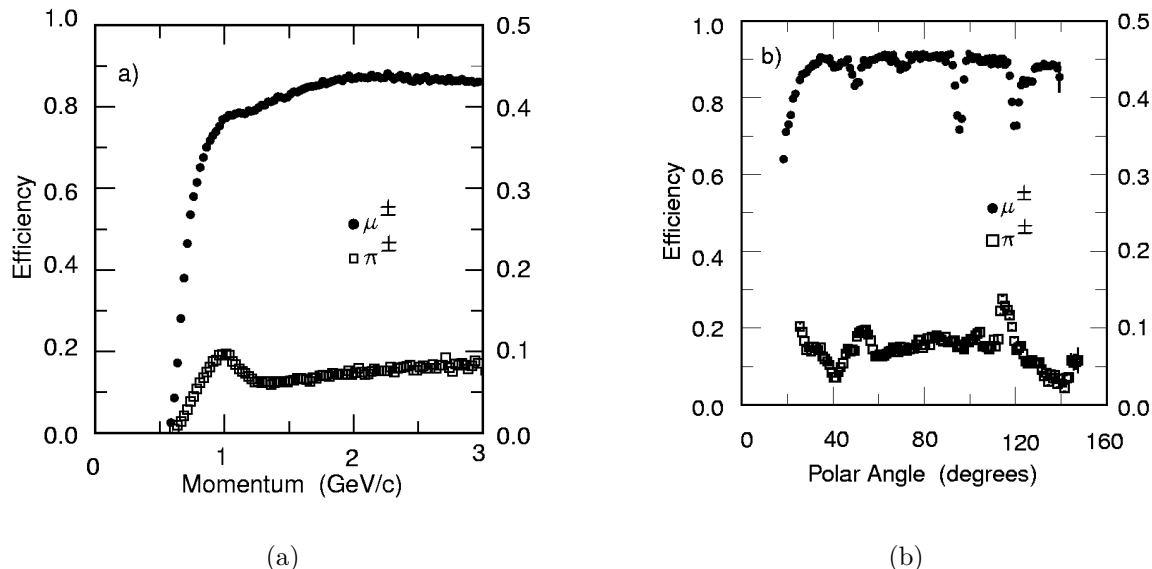 a)
1.0
0.8
0.6
0.4
0.2
0.0
0.5
0.4
0.3
0.2
0.1
0.0
Efficiency
● μ±
□ π±
0
1
2
3
Momentum (GeV/c)
(a)
b)
1.0
0.8
0.6
0.4
0.2
0.0
0.5
0.4
0.3
0.2
0.1
0.0
Efficiency
● μ±
□ π±
0
40
80
120
160
Polar Angle (degrees)
(b)